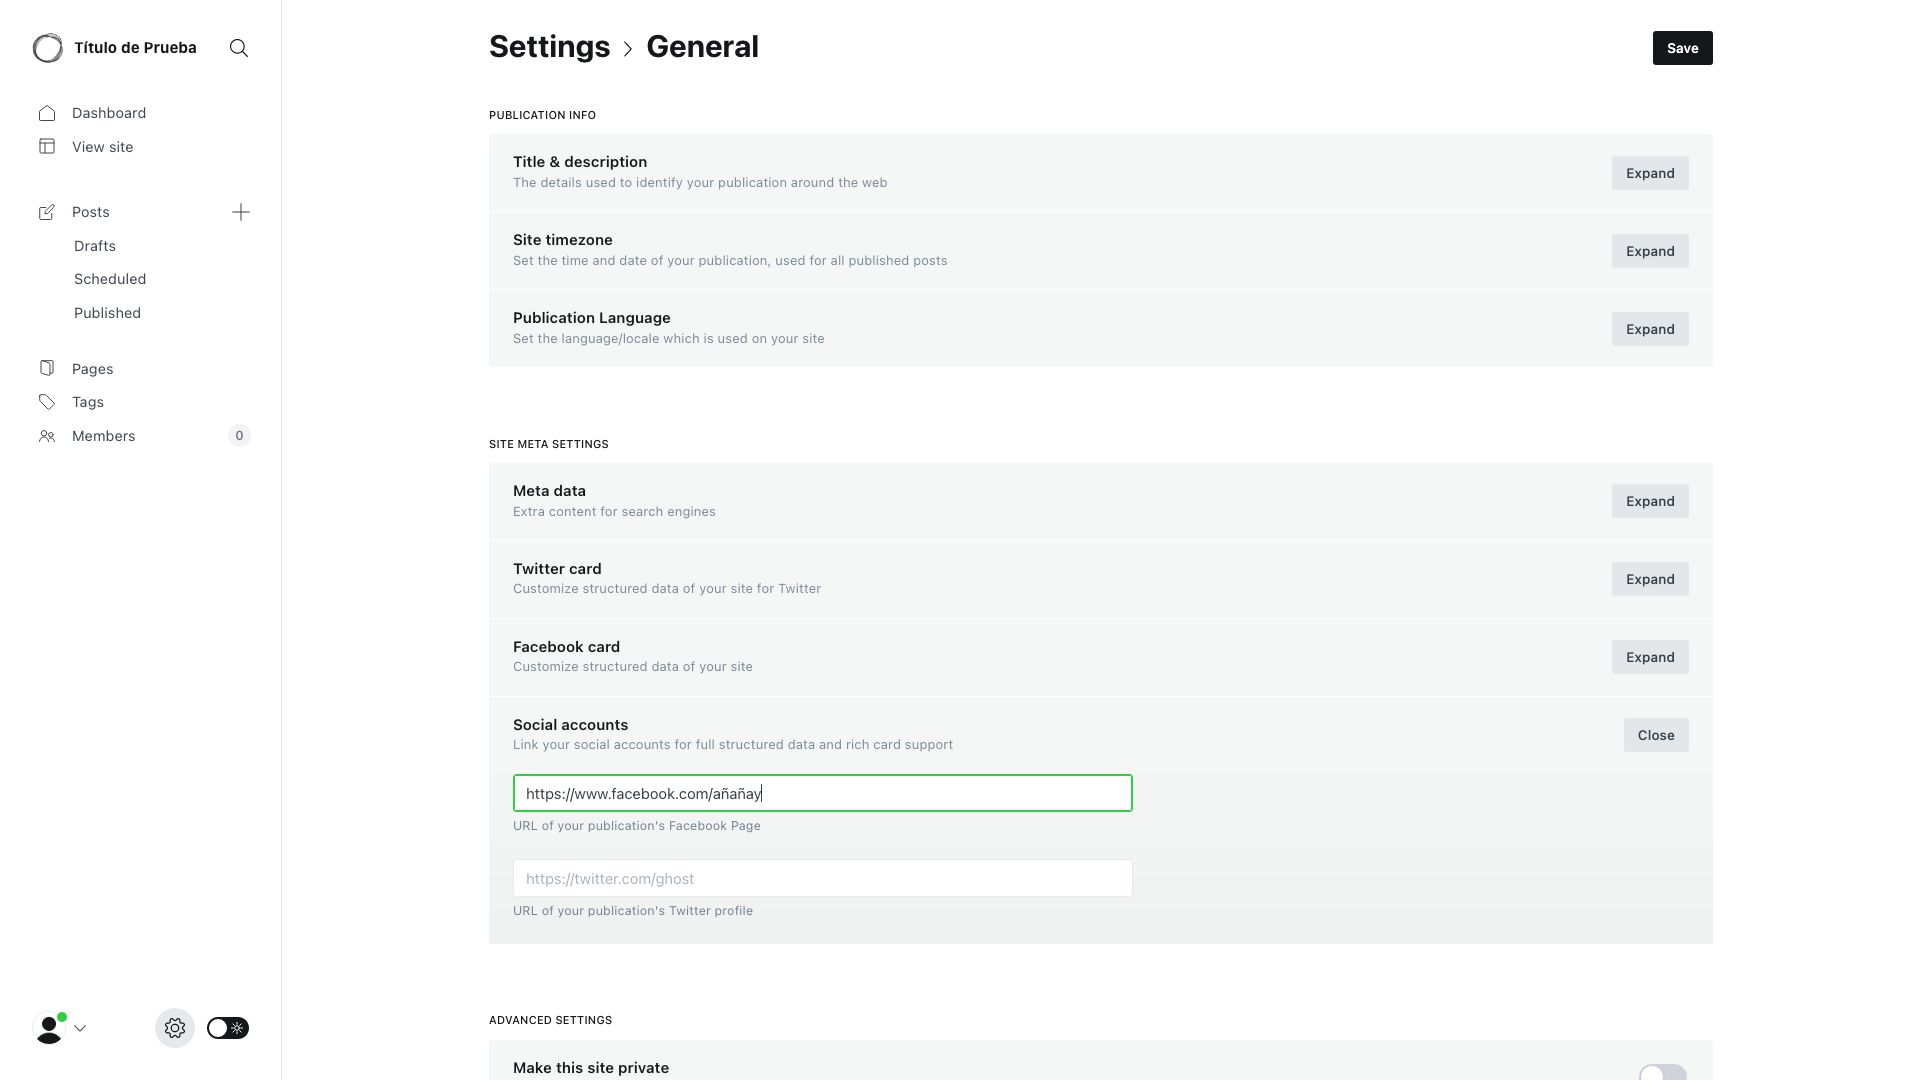 Título de Prueba
Dashboard
View site
Posts
Drafts
Scheduled
Published
Pages
Tags
Members 0
Settings > General
Save
PUBLICATION INFO
Title & description
The details used to identify your publication around the web
Expand
Site timezone
Set the time and date of your publication, used for all published posts
Expand
Publication Language
Set the language/locale which is used on your site
Expand
SITE META SETTINGS
Meta data
Extra content for search engines
Expand
Twitter card
Customize structured data of your site for Twitter
Expand
Facebook card
Customize structured data of your site
Expand
Social accounts
Link your social accounts for full structured data and rich card support
Close
https://www.facebook.com/añañay
URL of your publication's Facebook Page
https://twitter.com/ghost
URL of your publication's Twitter profile
ADVANCED SETTINGS
Make this site private